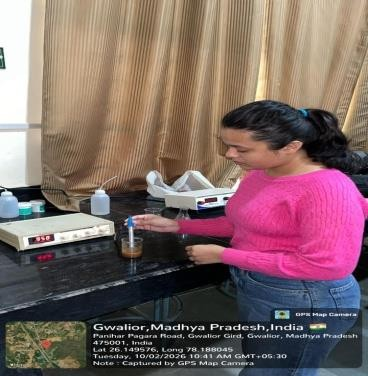 GPS Map Camera
Gwalior,Madhya Pradesh,India 🇮🇳
Panihar Pagara Road, Gwalior Gird, Gwalior, Madhya Pradesh
475001, India
Lat 26.149576, Long 78.188045
Tuesday, 10/02/2026 10:41 AM GMT+05:30
Note : Captured by GPS Map Camera